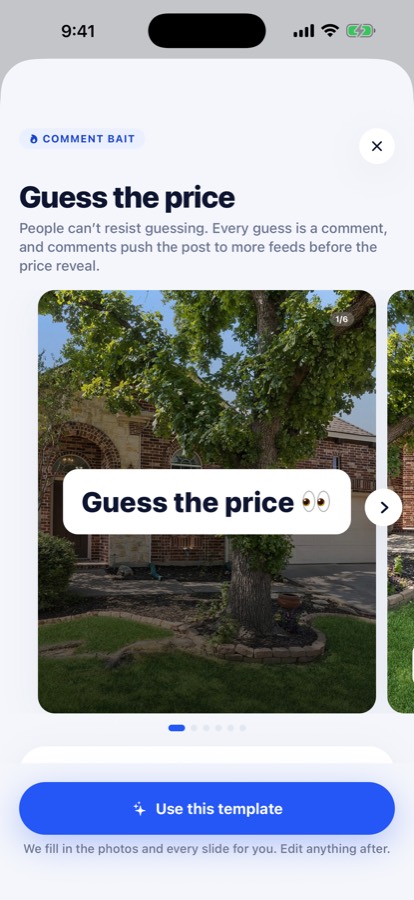 9:41
COMMENT BAIT
Guess the price
People can’t resist guessing. Every guess is a comment,
and comments push the post to more feeds before the
price reveal.
1/6
Guess the price 👀
Use this template
We fill in the photos and every slide for you. Edit anything after.